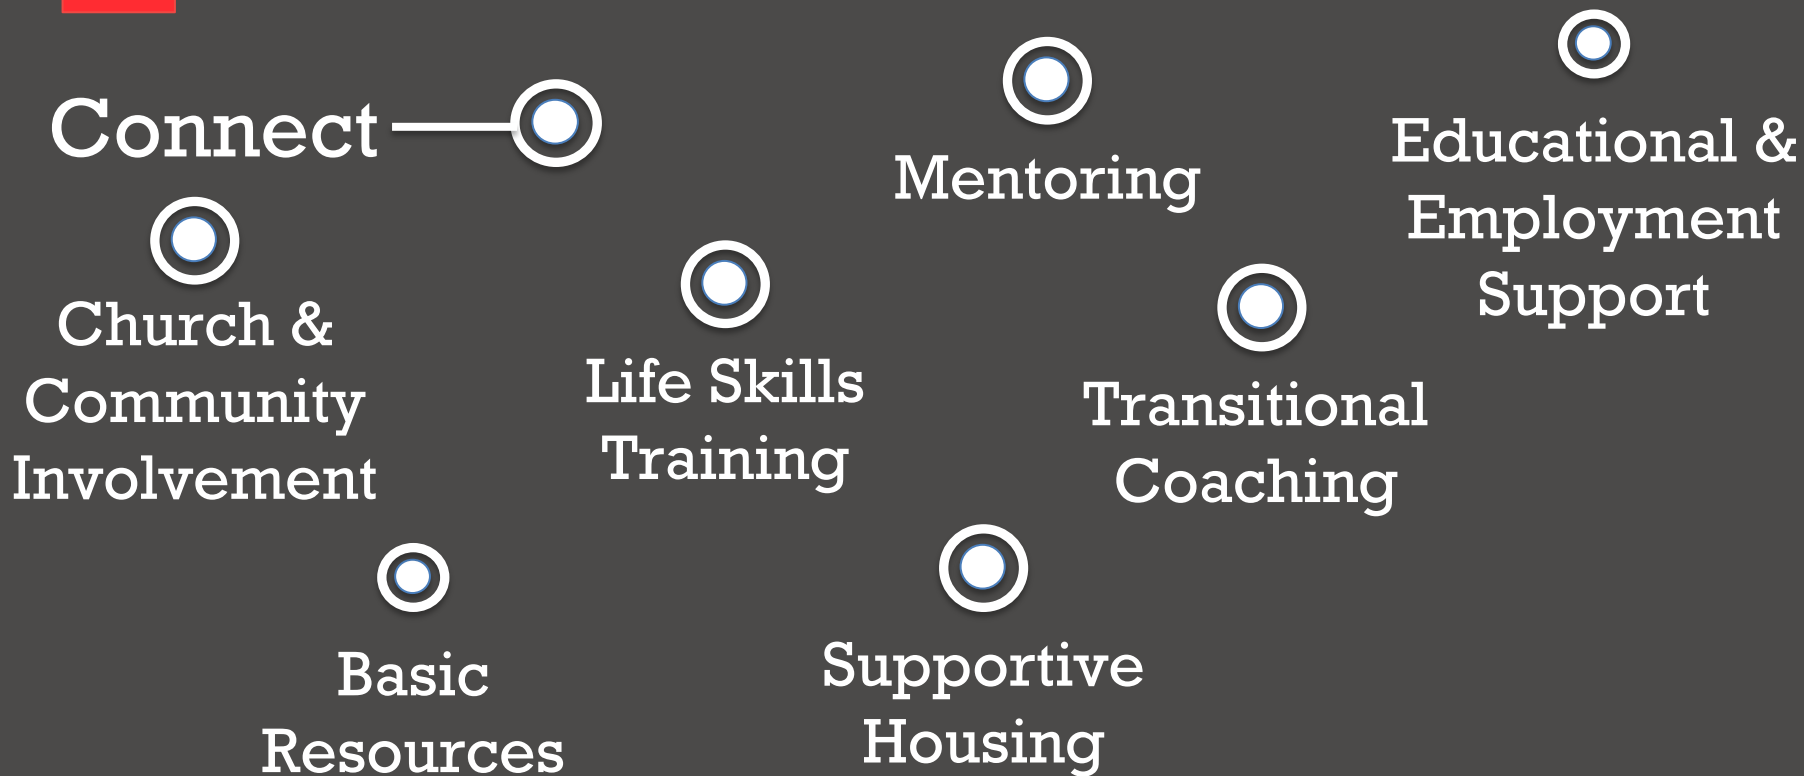 Connect
Church &
Community
Involvement
Basic
Resources
Life Skills
Training
Mentoring
Supportive
Housing
Transitional
Coaching
Educational &
Employment
Support